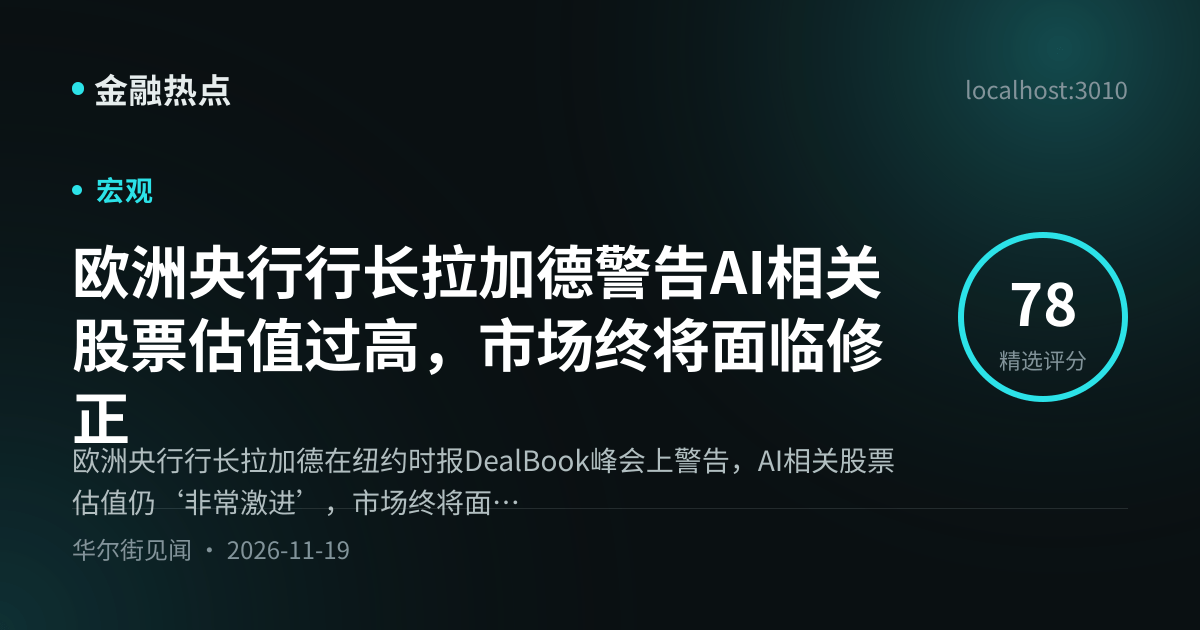 金融热点
localhost:3010
宏观
欧洲央行行长拉加德警告AI相关
股票估值过高，市场终将面临修
正
78
精选评分
欧洲央行行长拉加德在纽约时报DealBook峰会上警告，AI相关股票
估值仍‘非常激进’，市场终将面…
华尔街见闻 · 2026-11-19